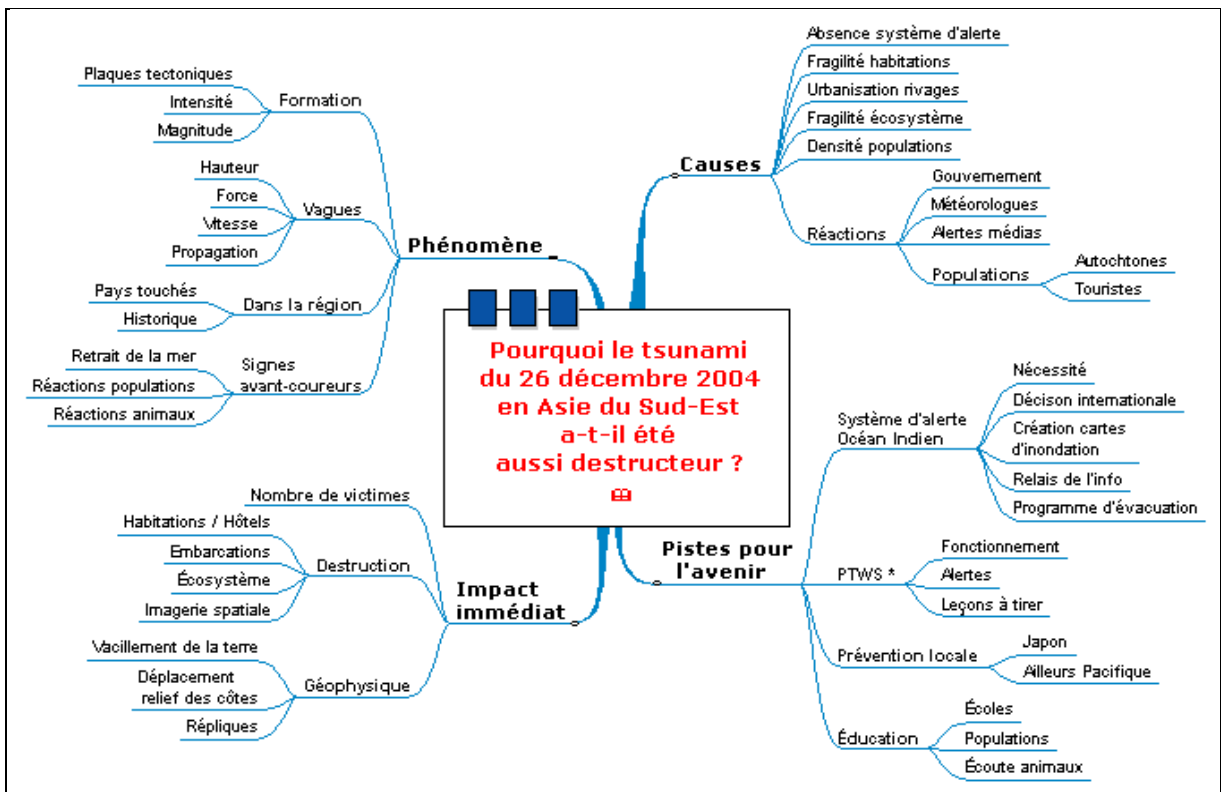 Pourquoi le tsunami
du 26 décembre 2004
en Asie du Sud-Est
a-t-il été
aussi destructeur ?
Phénomène
Formation
Plaques tectoniques
Intensité
Magnitude
Vagues
Hauteur
Force
Vitesse
Propagation
Dans la région
Pays touchés
Historique
Signes
avant-coureurs
Retrait de la mer
Réactions populations
Réactions animaux
Causes
Absence système d'alerte
Fragilité habitations
Urbanisation rivages
Fragilité écosystème
Densité populations
Réactions
Gouvernement
Météorologues
Alertes médias
Populations
Autochtones
Touristes
Impact
immédiat
Nombre de victimes
Destruction
Habitations / Hôtels
Embarcations
Écosystème
Imagerie spatiale
Géophysique
Vacillement de la terre
Déplacement
relief des côtes
Répliques
Pistes pour
l'avenir
Système d'alerte
Océan Indien
Nécessité
Décison internationale
Création cartes
d'inondation
Relais de l'info
Programme d'évacuation
PTWS *
Fonctionnement
Alertes
Leçons à tirer
Prévention locale
Japon
Ailleurs Pacifique
Éducation
Écoles
Populations
Écoute animaux